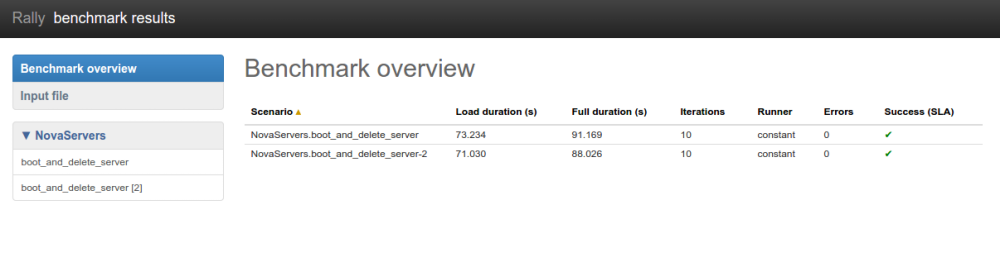 Rally benchmark results
Benchmark overview
Input file
▼ NovaServers
boot_and_delete_server
boot_and_delete_server [2]
Benchmark overview
Scenario▲ Load duration (s) Full duration (s) Iterations Runner Errors Success (SLA)
NovaServers.boot_and_delete_server 73.234 91.169 10 constant 0 ✔
NovaServers.boot_and_delete_server-2 71.030 88.026 10 constant 0 ✔